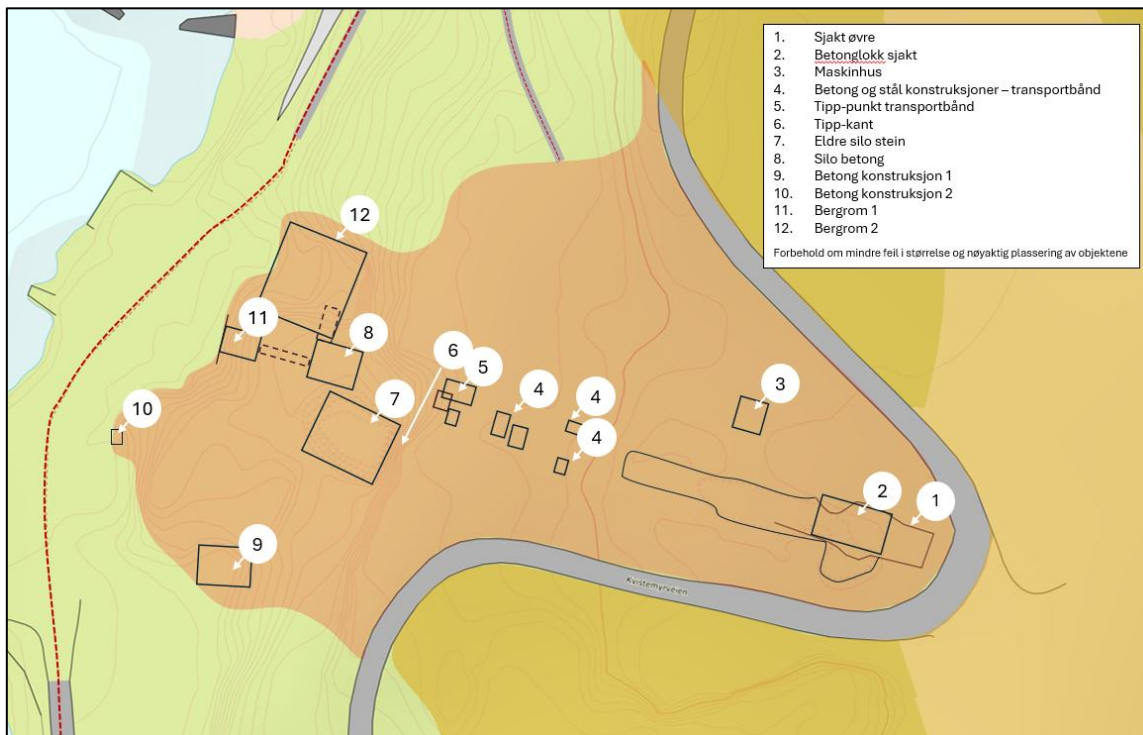 1. Sjakt øvre
2. Betonglokk sjakt
3. Maskinhus
4. Betong og stål konstruksjoner – transportbånd
5. Tipp-punkt transportbånd
6. Tipp-kant
7. Eldre silo stein
8. Silo betong
9. Betong konstruksjon 1
10. Betong konstruksjon 2
11. Bergrom 1
12. Bergrom 2
Forbehold om mindre feil i størrelse og nøyaktig plassering av objektene
12
11
8
6
5
4
4
3
7
4
10
2
1
9
Kvistemyrveien